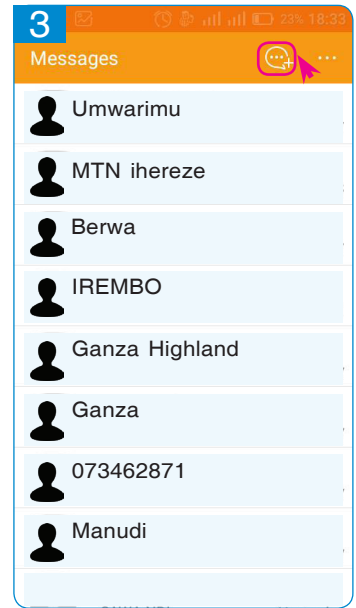 3
23% 18:33
Messages
Umwarimu
MTN ihereze
Berwa
IREMBO
Ganza Highland
Ganza
073462871
Manudi